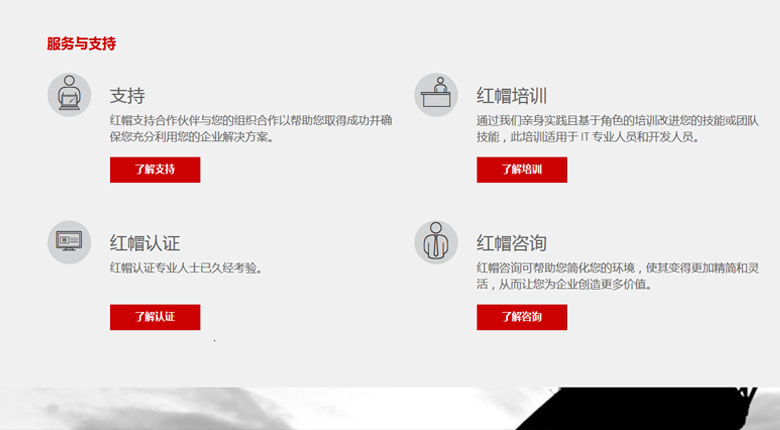 服务与支持
支持
红帽支持合作伙伴与您的组织合作以帮助您取得成功并确
保您充分利用您的企业解决方案。
了解支持
红帽培训
通过我们亲身实践且基于角色的培训改进您的技能或团队
技能，此培训适用于 IT 专业人员和开发人员。
了解培训
红帽认证
红帽认证专业人士已久经考验。
了解认证
红帽咨询
红帽咨询可帮助您简化您的环境，使其变得更加精简和灵
活，从而让您为企业创造更多价值。
了解咨询